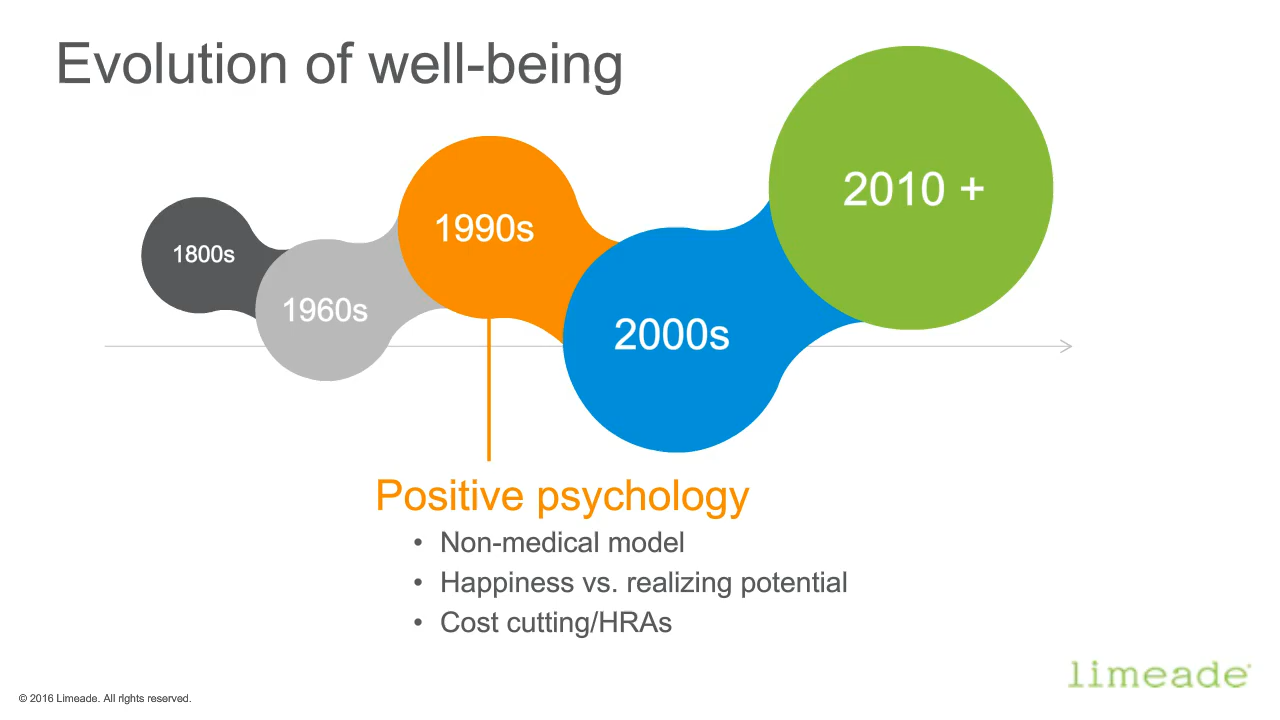 Evolution of well-being
1800s
1960s
1990s
2000s
2010 +
Positive psychology
• Non-medical model
• Happiness vs. realizing potential
• Cost cutting/HRAs
limeade
© 2016 Limeade. All rights reserved.